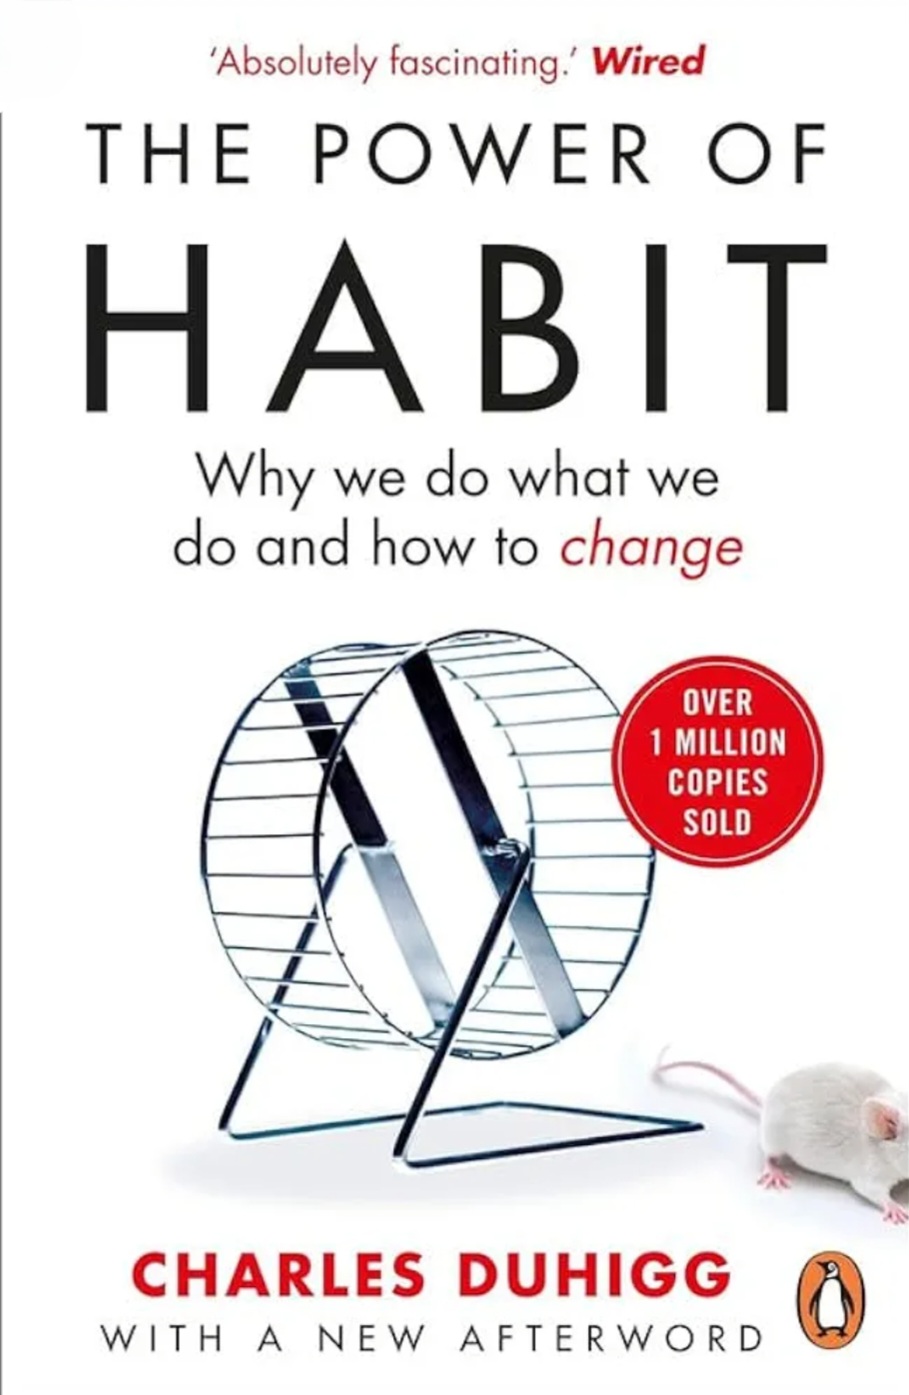 ‘Absolutely fascinating.’ Wired
THE POWER OF
HABIT
Why we do what we
do and how to change
OVER
1 MILLION
COPIES
SOLD
CHARLES DUHIGG
WITH A NEW AFTERWORD